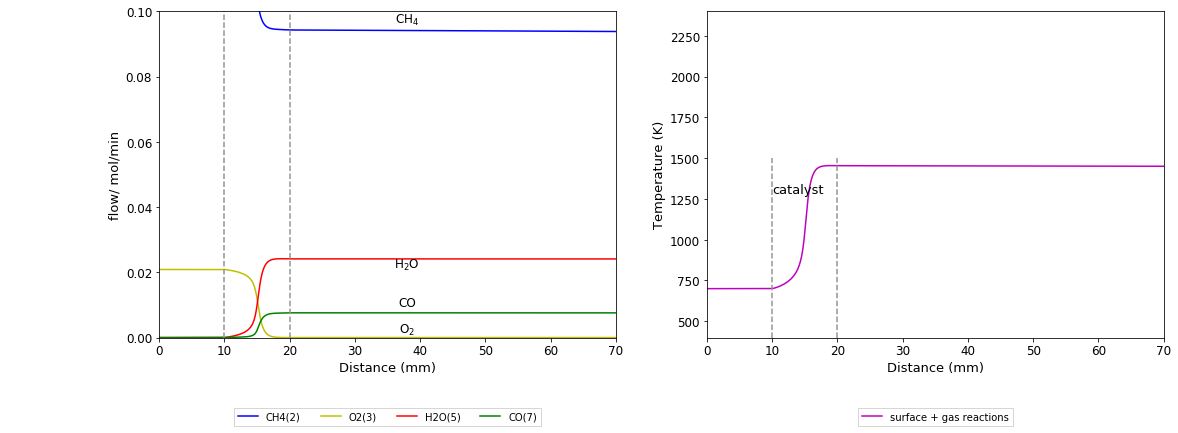 0.10
0.08
0.06
0.04
0.02
0.00
flow/ mol/min
CH₄
H₂O
CO
O₂
0 10 20 30 40 50 60 70
Distance (mm)
CH4(2) O2(3) H2O(5) CO(7)
2250
2000
1750
1500
1250
1000
750
500
Temperature (K)
catalyst
0 10 20 30 40 50 60 70
Distance (mm)
surface + gas reactions